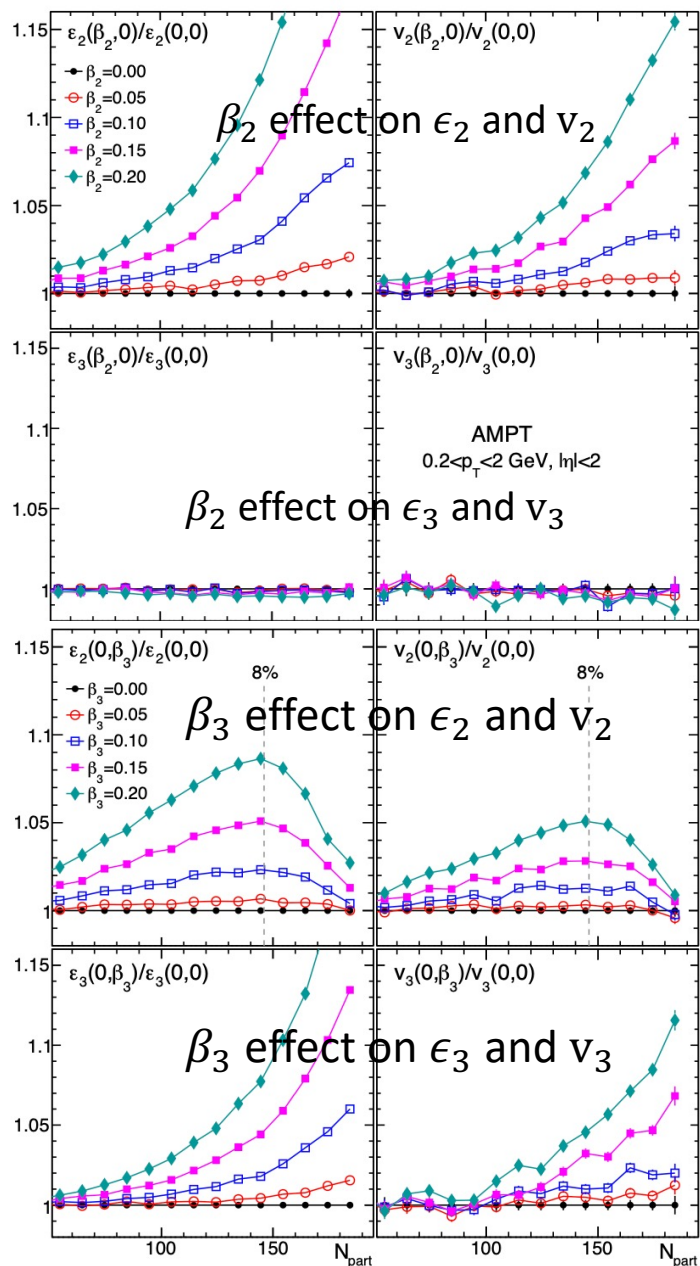 1.15
ε₂(β₂,0)/ε₂(0,0)
v₂(β₂,0)/v₂(0,0)
β₂=0.00
β₂=0.05
β₂=0.10
β₂=0.15
β₂=0.20
1.1
β₂ effect on ϵ₂ and v₂
1.05
1
1.15
ε₃(β₂,0)/ε₃(0,0)
v₃(β₂,0)/v₃(0,0)
1.1
AMPT
0.2<p_T<2 GeV, |η|<2
1.05
β₂ effect on ϵ₃ and v₃
1
1.15
ε₂(0,β₃)/ε₂(0,0)
v₂(0,β₃)/v₂(0,0)
8%
8%
β₃=0.00
β₃=0.05
β₃=0.10
β₃=0.15
β₃=0.20
β₃ effect on ϵ₂ and v₂
1.1
1.05
1
1.15
ε₃(0,β₃)/ε₃(0,0)
v₃(0,β₃)/v₃(0,0)
1.1
β₃ effect on ϵ₃ and v₃
1.05
1
100 150 100 150 N_part
N_part